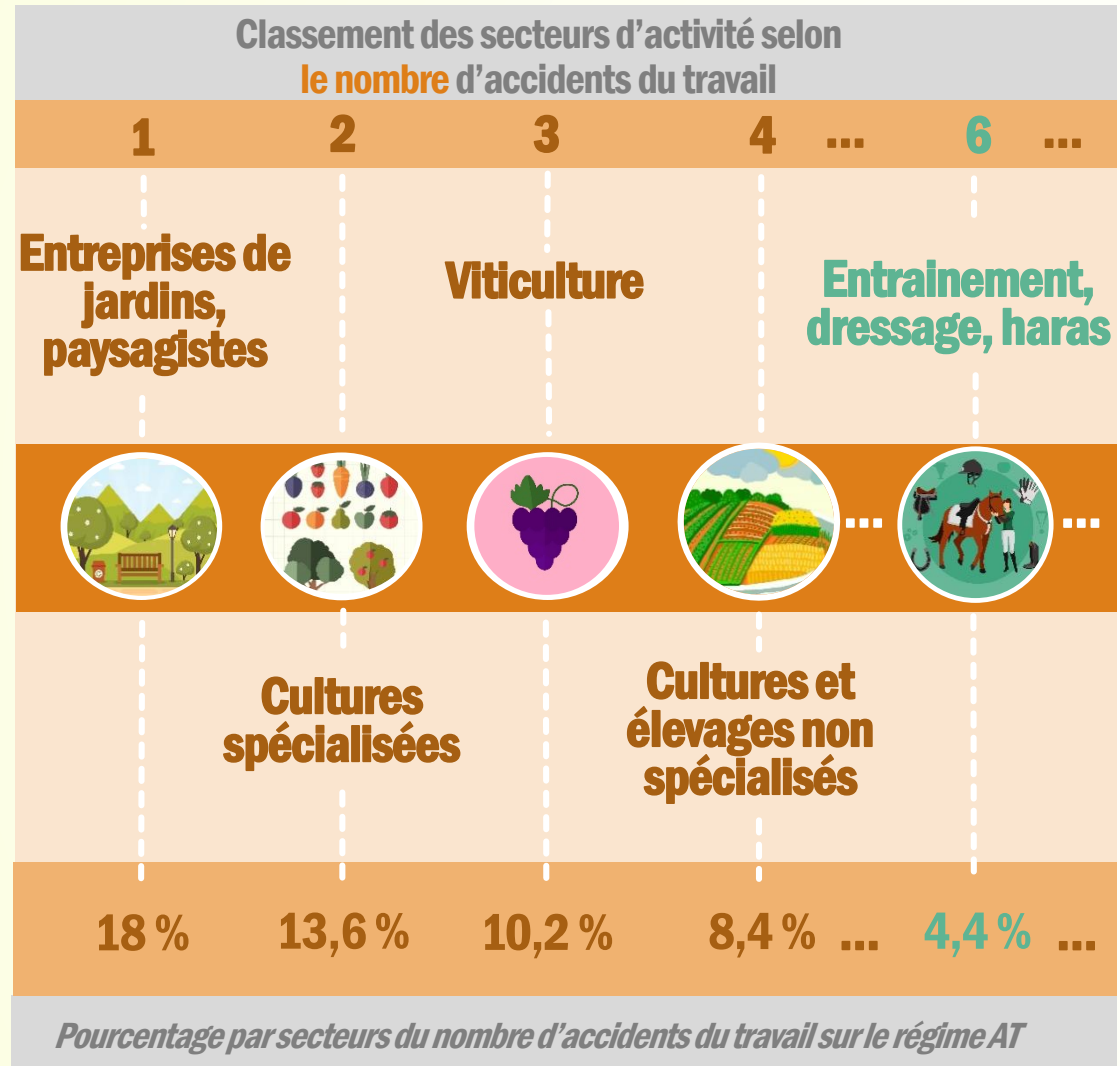 Classement des secteurs d’activité selon
le nombre d’accidents du travail
1 2 3 4 ... 6 ...
Entreprises de
jardins,
paysagistes
Viticulture
Entrainement,
dressage, haras
... ...
Cultures
spécialisées
Cultures et
élevages non
spécialisés
18 % 13,6 % 10,2 % 8,4 % ... 4,4 % ...
Pourcentage par secteurs du nombre d’accidents du travail sur le régime AT